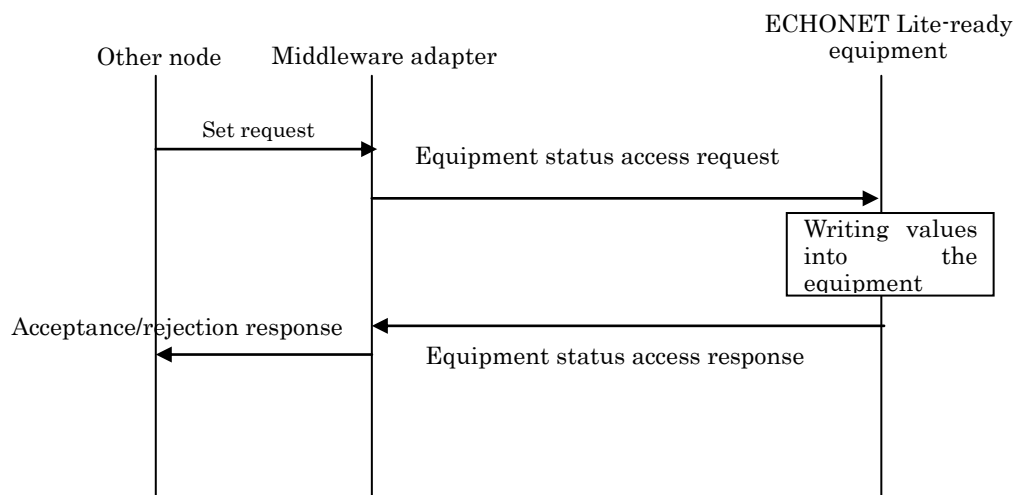 ECHONET Lite-ready
equipment
Other node
Middleware adapter
Set request
Equipment status access request
Writing values
into the
equipment
Acceptance/rejection response
Equipment status access response